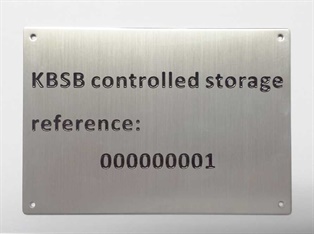 KBSB controlled storage
reference:
000000001